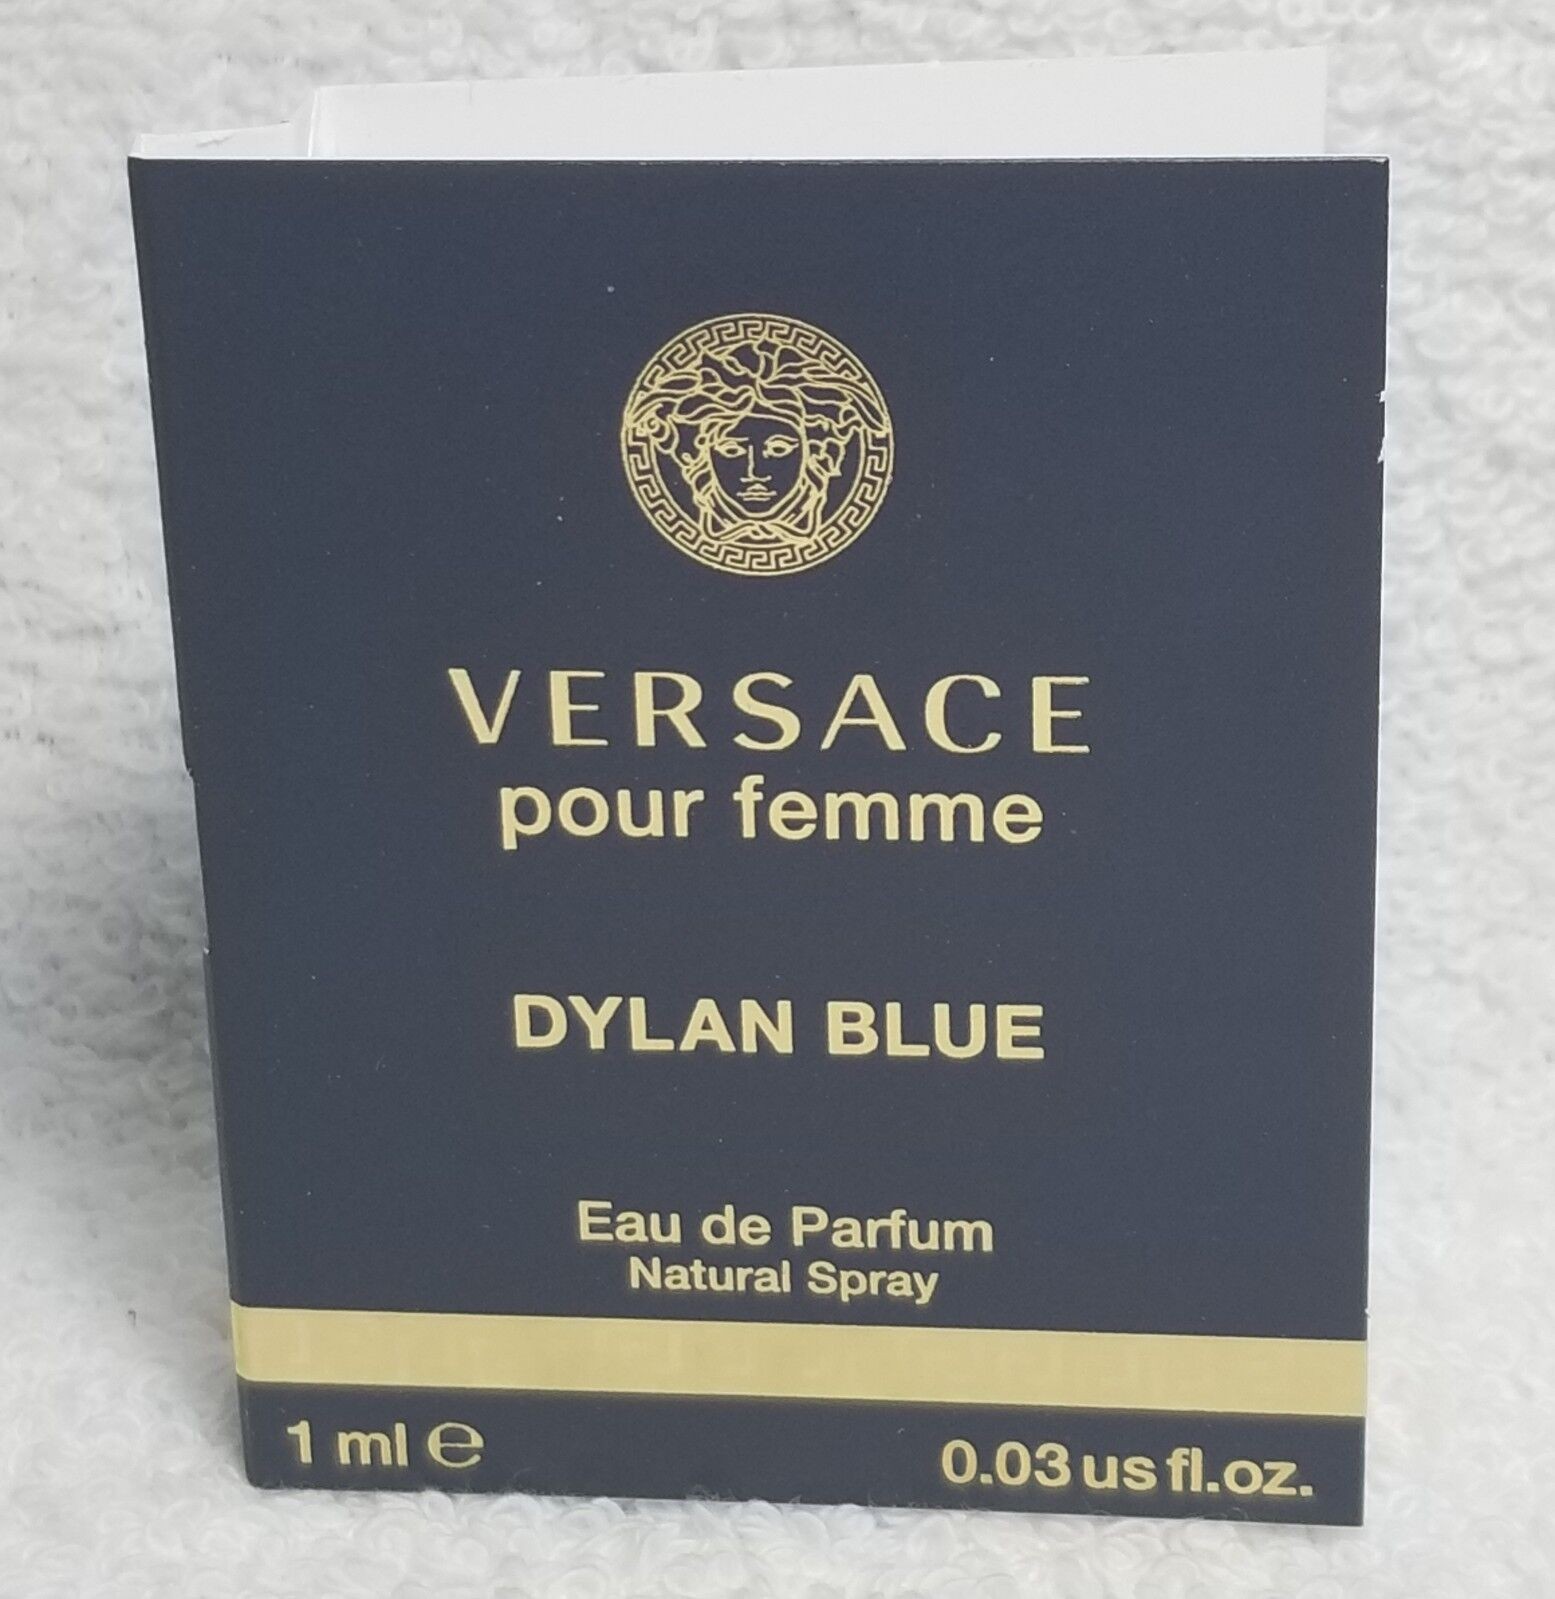 VERSACE
pour femme
DYLAN BLUE
Eau de Parfum
Natural Spray
1 ml ℮ 0.03 us fl.oz.